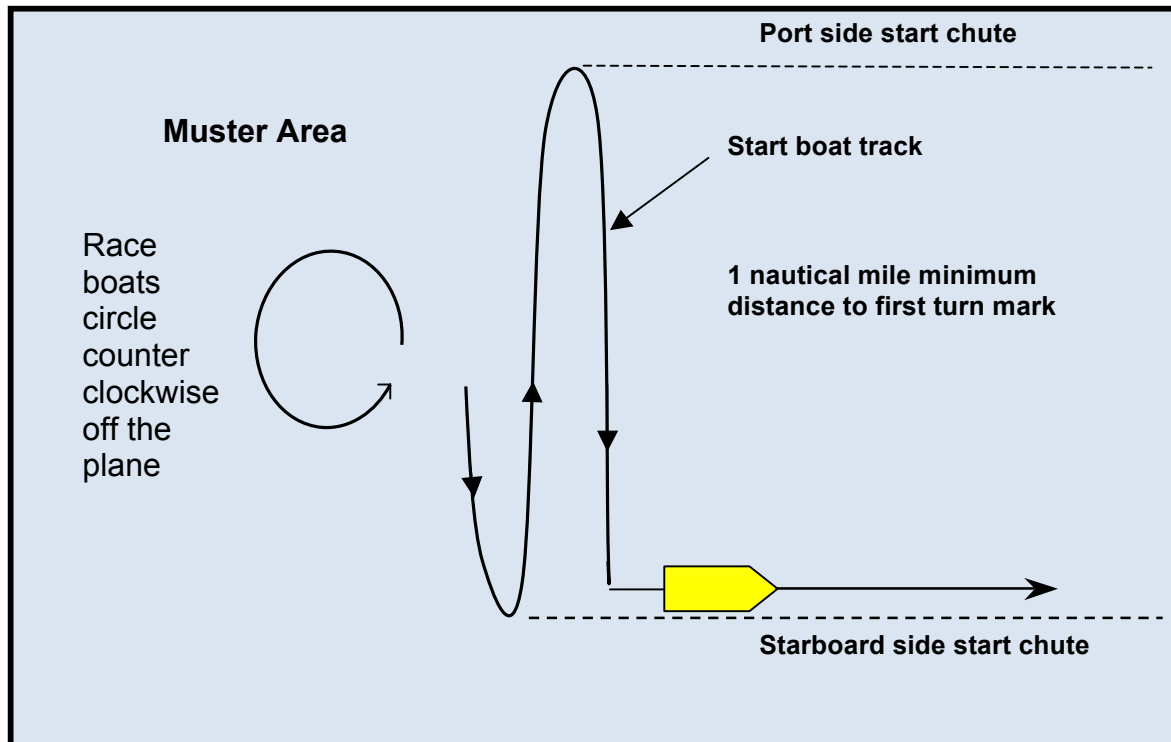 Port side start chute
Muster Area
Start boat track
Race
boats
circle
counter
clockwise
off the
plane
1 nautical mile minimum
distance to first turn mark
Starboard side start chute